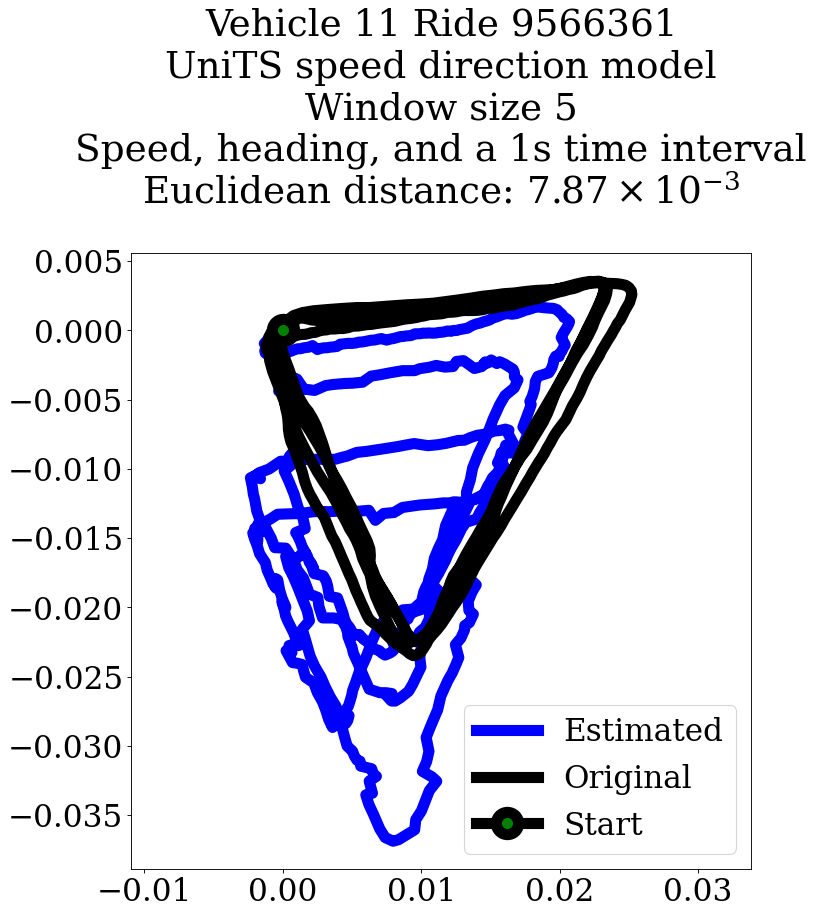 Vehicle 11 Ride 9566361
UniTS speed direction model
Window size 5
Speed, heading, and a 1s time interval
Euclidean distance: 7.87 × 10⁻³
0.005
0.000
−0.005
−0.010
−0.015
−0.020
−0.025
−0.030
−0.035
−0.01 0.00 0.01 0.02 0.03
Estimated
Original
Start